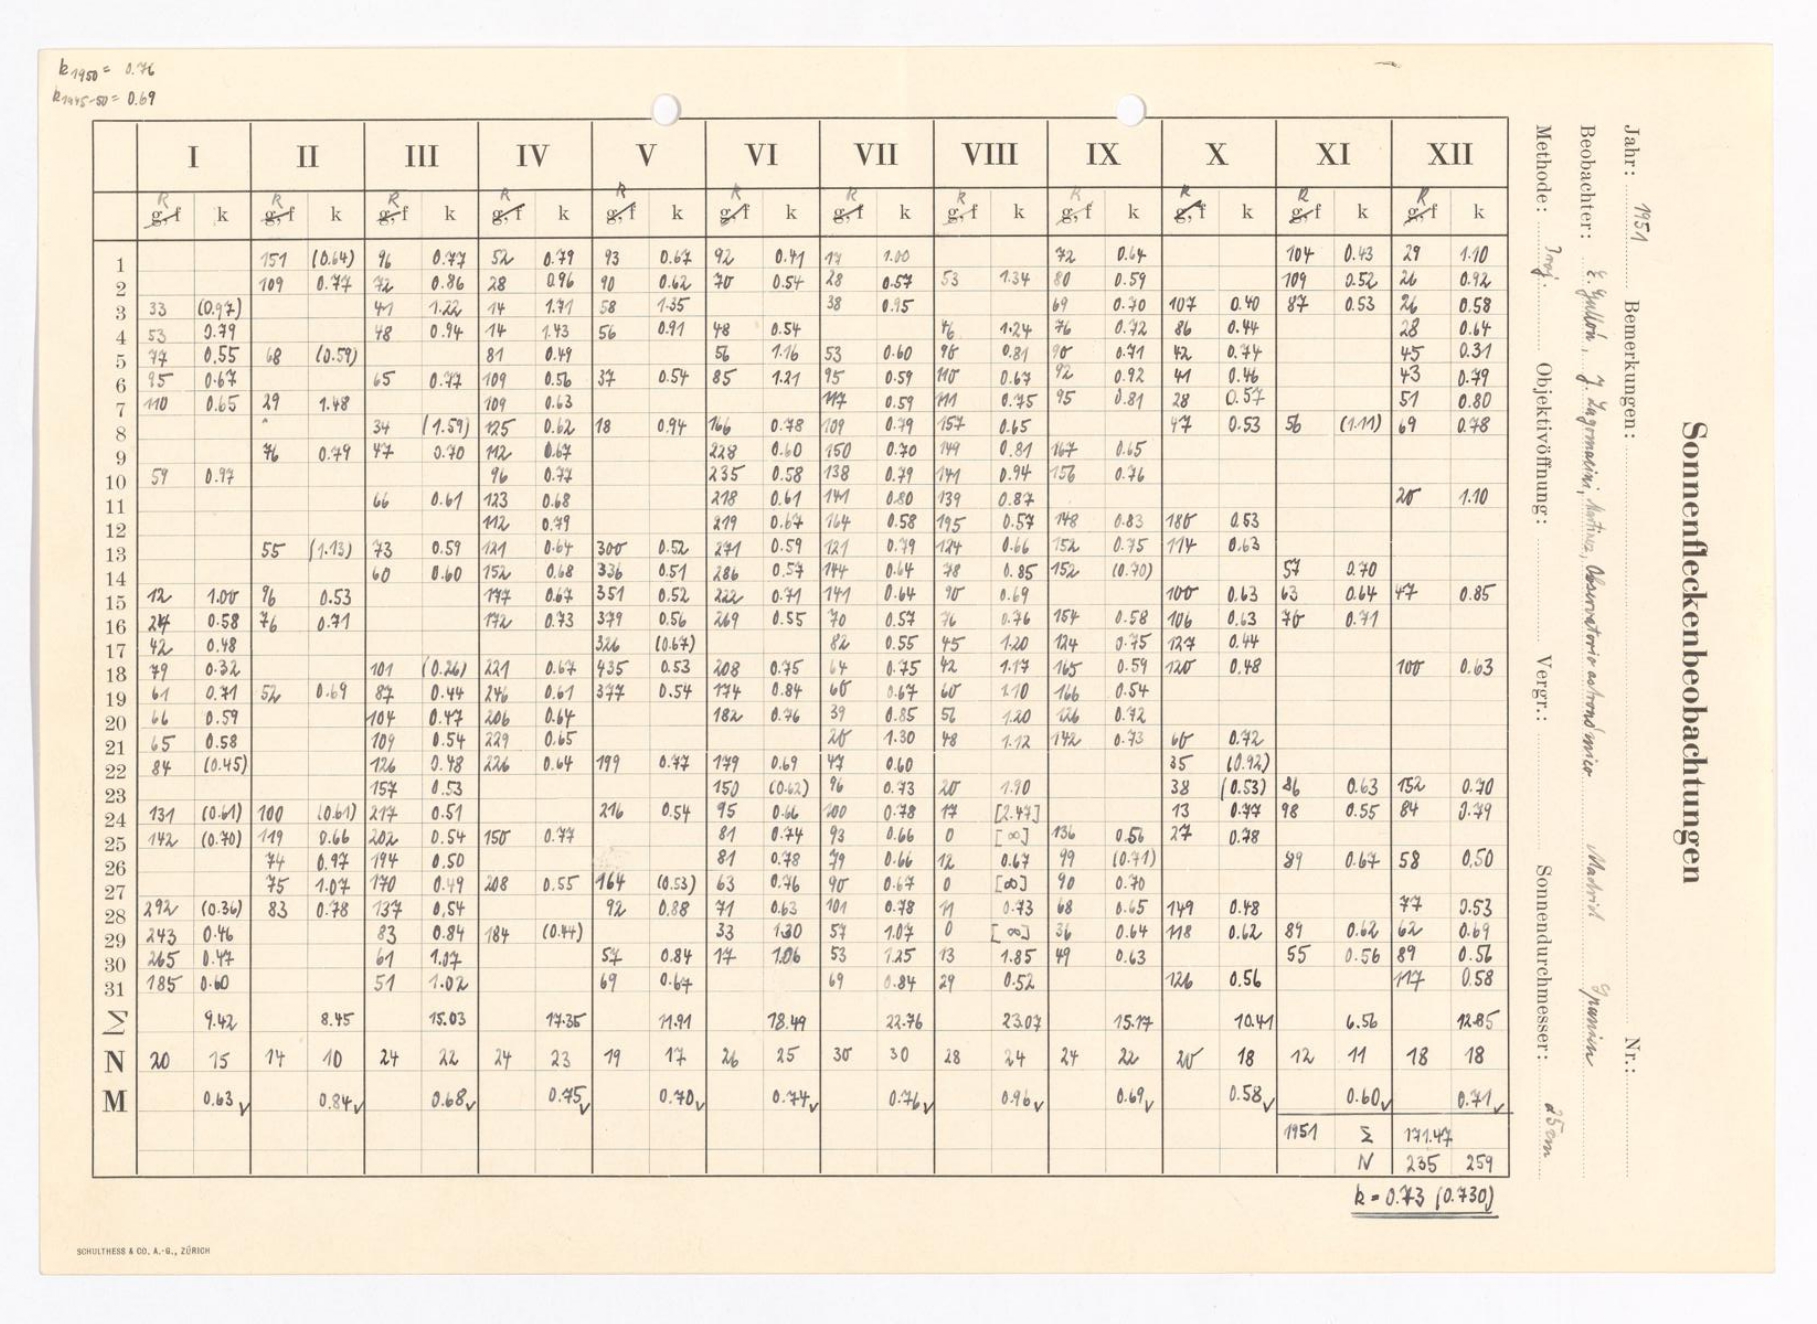 k1950 = 0.76
k1945-50 = 0.69
I II III IV V VI VII VIII IX X XI XII
R R R R R R R R R R R R
g,f k g,f k g,f k g,f k g,f k g,f k g,f k g,f k g,f k g,f k g,f k g,f k
1 151 (0.64) 96 0.77 52 0.79 93 0.67 92 0.41 17 1.00 72 0.64 104 0.43 29 1.10
2 109 0.77 72 0.86 28 0.96 90 0.62 70 0.54 28 0.57 53 1.34 80 0.59 109 0.52 26 0.92
3 33 (0.97) 41 1.22 14 1.71 58 1.35 38 0.95 69 0.70 107 0.40 87 0.53 26 0.58
4 53 0.79 48 0.94 14 1.43 56 0.91 48 0.54 46 1.24 76 0.72 86 0.44 28 0.64
5 77 0.55 68 (0.59) 81 0.49 56 1.16 53 0.60 96 0.81 90 0.71 42 0.74 45 0.31
6 95 0.67 65 0.77 109 0.56 37 0.54 85 1.21 95 0.59 110 0.67 92 0.92 41 0.46 43 0.79
7 110 0.65 29 1.48 109 0.63 117 0.59 111 0.75 95 0.81 28 0.57 51 0.80
8 34 (1.59) 125 0.62 18 0.94 166 0.78 109 0.79 157 0.65 47 0.53 56 (1.11) 69 0.78
9 76 0.79 47 0.70 112 0.67 228 0.60 150 0.70 149 0.81 167 0.65
10 59 0.97 96 0.77 235 0.58 138 0.79 141 0.94 156 0.76
11 66 0.61 123 0.68 218 0.61 141 0.80 139 0.87 20 1.10
12 112 0.79 219 0.67 164 0.58 195 0.57 148 0.83 180 0.53
13 55 (1.13) 73 0.59 121 0.64 300 0.52 271 0.59 121 0.79 124 0.66 152 0.75 114 0.63
14 60 0.60 152 0.68 336 0.51 286 0.57 144 0.64 78 0.85 152 (0.70) 57 0.70
15 12 1.00 96 0.53 177 0.67 351 0.52 222 0.71 141 0.64 90 0.69 100 0.63 63 0.64 47 0.85
16 24 0.58 76 0.71 172 0.73 379 0.56 269 0.55 70 0.57 76 0.76 154 0.58 106 0.63 70 0.71
17 42 0.48 326 (0.67) 82 0.55 45 1.20 124 0.75 127 0.44
18 79 0.32 101 (0.26) 221 0.67 435 0.53 208 0.75 64 0.75 42 1.17 165 0.59 120 0.48 100 0.63
19 61 0.71 52 0.69 87 0.44 246 0.61 377 0.54 174 0.84 60 0.67 60 1.10 166 0.54
20 66 0.59 104 0.47 206 0.64 182 0.76 39 0.85 56 1.20 126 0.72
21 65 0.58 109 0.54 229 0.65 20 1.30 48 1.12 142 0.73 60 0.72
22 84 (0.45) 126 0.48 226 0.64 199 0.77 179 0.69 47 0.60 35 (0.92)
23 157 0.53 150 (0.62) 96 0.73 20 1.90 38 (0.53) 86 0.63 152 0.70
24 131 (0.61) 100 (0.61) 217 0.51 216 0.54 95 0.66 100 0.78 17 [2.47] 13 0.77 98 0.55 84 0.79
25 142 (0.70) 119 0.66 202 0.54 150 0.77 81 0.74 93 0.66 0 [∞] 136 0.56 27 0.78
26 74 0.97 194 0.50 81 0.78 79 0.66 12 0.67 99 (0.71) 89 0.67 58 0.50
27 75 1.07 170 0.49 208 0.55 164 (0.53) 63 0.76 90 0.67 0 [∞] 90 0.70
28 292 (0.36) 83 0.78 137 0.54 92 0.88 71 0.63 101 0.78 11 0.73 68 0.65 149 0.48 77 0.53
29 243 0.46 83 0.84 184 (0.44) 33 1.30 57 1.07 0 [∞] 36 0.64 118 0.62 89 0.62 62 0.69
30 265 0.47 61 1.07 57 0.84 17 1.06 53 1.25 13 1.85 49 0.63 55 0.56 89 0.56
31 185 0.60 51 1.02 69 0.67 69 0.84 29 0.52 126 0.56 117 0.58
Σ 9.42 8.45 15.03 17.35 11.91 18.49 22.76 23.07 15.17 10.41 6.56 12.85
N 20 15 14 10 24 22 24 23 19 17 26 25 30 30 28 24 24 22 20 18 12 11 18 18
M 0.63 ✓ 0.84 ✓ 0.68 ✓ 0.75 ✓ 0.70 ✓ 0.74 ✓ 0.76 ✓ 0.96 ✓ 0.69 ✓ 0.58 ✓ 0.60 ✓ 0.71 ✓
1951 Σ 171.47
N 235 259
k = 0.73 (0.730)
SCHULTHESS & CO. A.-G., ZÜRICH
Sonnenfleckenbeobachtungen
Jahr: 1951 Bemerkungen: Nr.:
Beobachter: E. Gullón, J. Zugomasini, Martinez, Observatorio astronómico Madrid Spanien
Methode: Proj. Objektivöffnung: Vergr.: Sonnendurchmesser: 25 cm